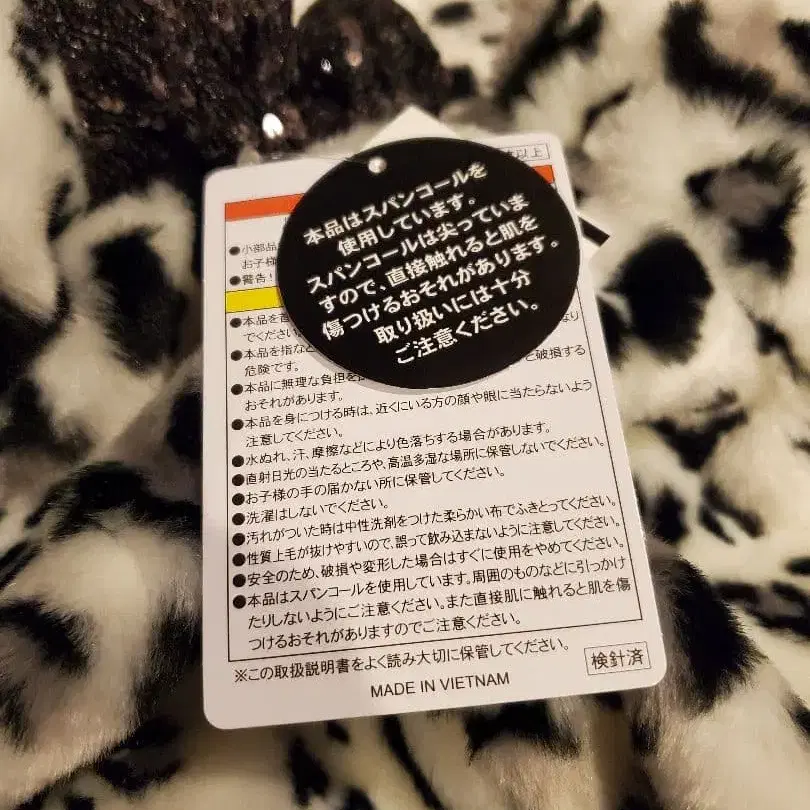 以上
本品はスパンコールを
使用しています。
スパンコールは尖っていま
すので、直接触れると肌を
傷つけるおそれがあります。
取り扱いには十分
ご注意ください。
●小部品
お子様
●警告！
●本品を
でください
●本品を指など
危険です。
●本品に無理な負担を
と破損する
おそれがあります。
●本品を身につける時は、近くにいる方の顔や眼に当たらないよう
注意してください。
●水ぬれ、汗、摩擦などにより色落ちする場合があります。
●直射日光の当たるところや、高温多湿な場所に保管しないでください。
●お子様の手の届かない所に保管してください。
●洗濯はしないでください。
●汚れがついた時は中性洗剤をつけた柔らかい布でふきとってください。
●性質上毛が抜けやすいので、誤って飲み込まないように注意してください。
●安全のため、破損や変形した場合はすぐに使用をやめてください。
●本品はスパンコールを使用しています。周囲のものなどに引っかけ
たりしないようにご注意ください。また直接肌に触れると肌を傷
つけるおそれがありますのでご注意ください。
※この取扱説明書をよく読み大切に保管してください。
検針済
MADE IN VIETNAM